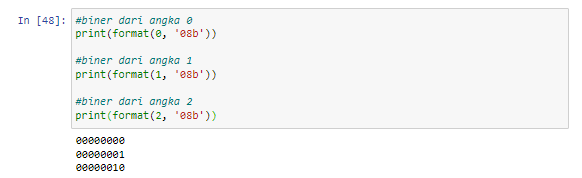 In [48]: #biner dari angka 0
print(format(0, '08b'))
#biner dari angka 1
print(format(1, '08b'))
#biner dari angka 2
print(format(2, '08b'))
00000000
00000001
00000010